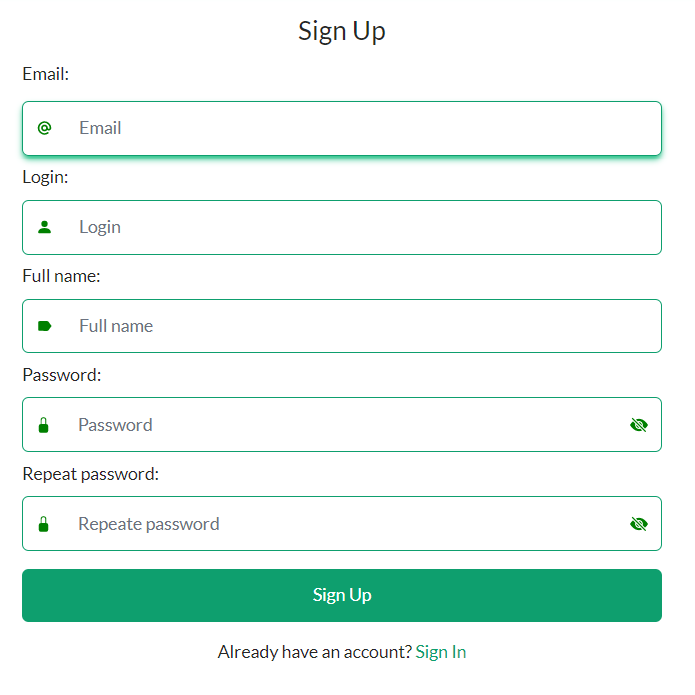 Sign Up
Email:
Email
Login:
Login
Full name:
Full name
Password:
Password
Repeat password:
Repeate password
Sign Up
Already have an account? Sign In